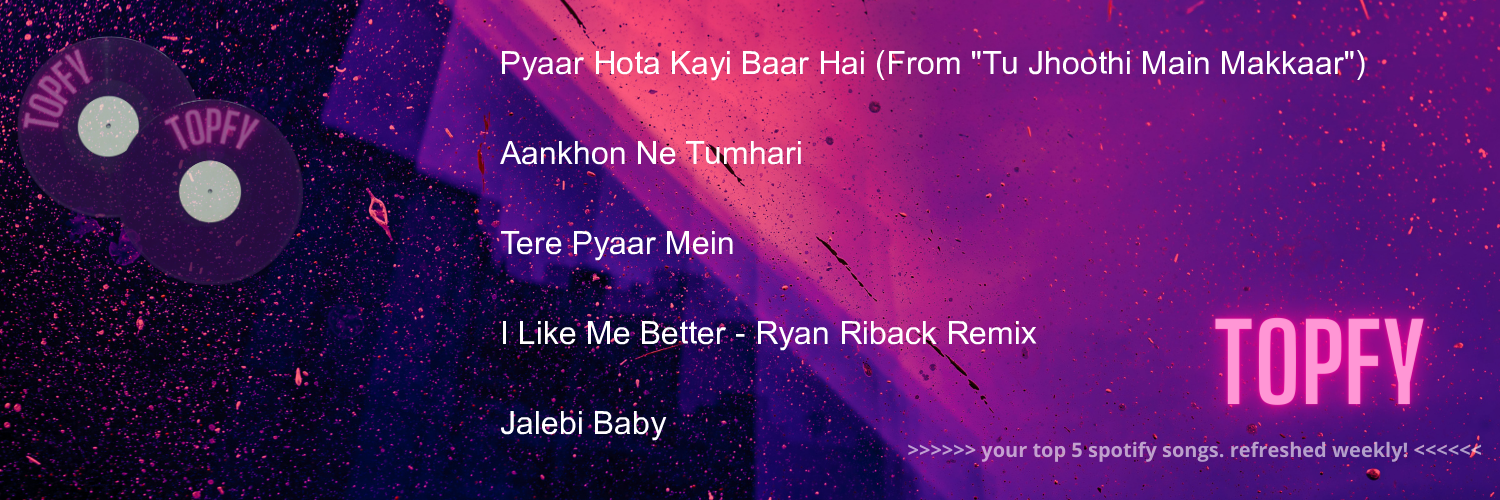 TOPFY
TOPFY
Pyaar Hota Kayi Baar Hai (From "Tu Jhoothi Main Makkaar")
Aankhon Ne Tumhari
Tere Pyaar Mein
I Like Me Better - Ryan Riback Remix
Jalebi Baby
TOPFY
>>>>>> your top 5 spotify songs. refreshed weekly! <<<<<<